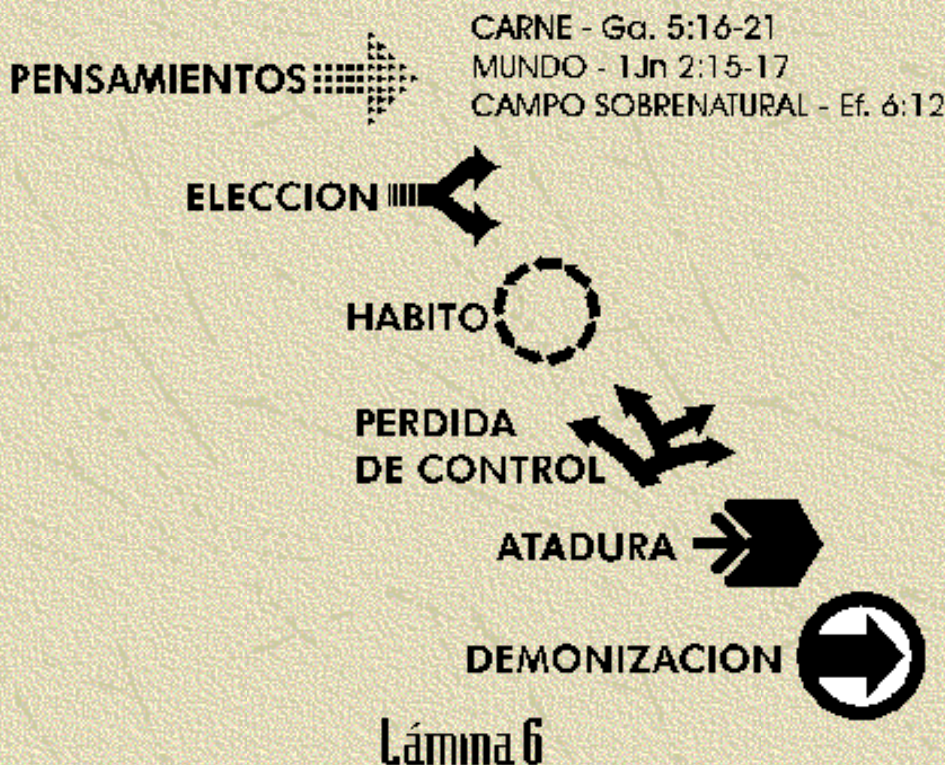 CARNE - Ga. 5:16-21
PENSAMIENTOS MUNDO - 1Jn 2:15-17
CAMPO SOBRENATURAL - Ef. 6:12
ELECCION
HABITO
PERDIDA
DE CONTROL
ATADURA
DEMONIZACION
Lámina 6